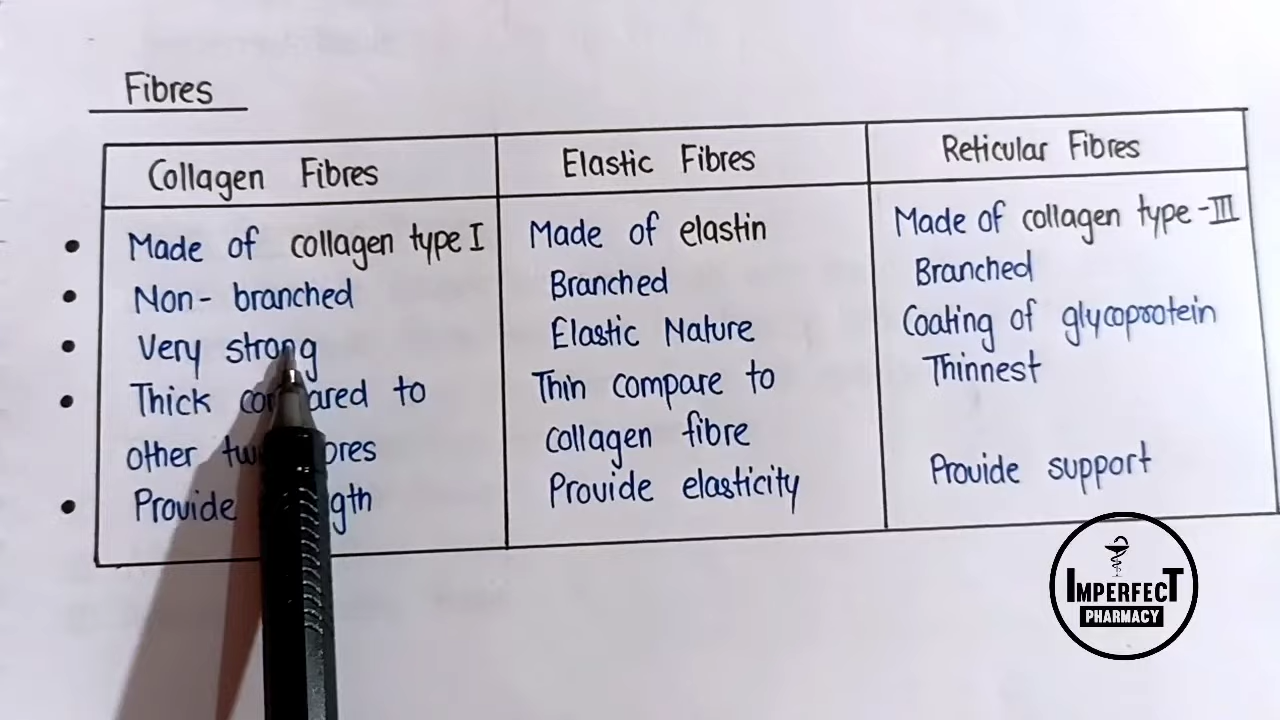 Fibres
Collagen Fibres
Elastic Fibres
Reticular Fibres
Made of collagen type I
Non-branched
Very strong
Thick compared to
other fibres
Provide
Made of elastin
Branched
Elastic Nature
Thin compare to
collagen fibre
Provide elasticity
Made of collagen type-III
Branched
Coating of glycoprotein
Thinnest
Provide support
IMPERFECT
PHARMACY